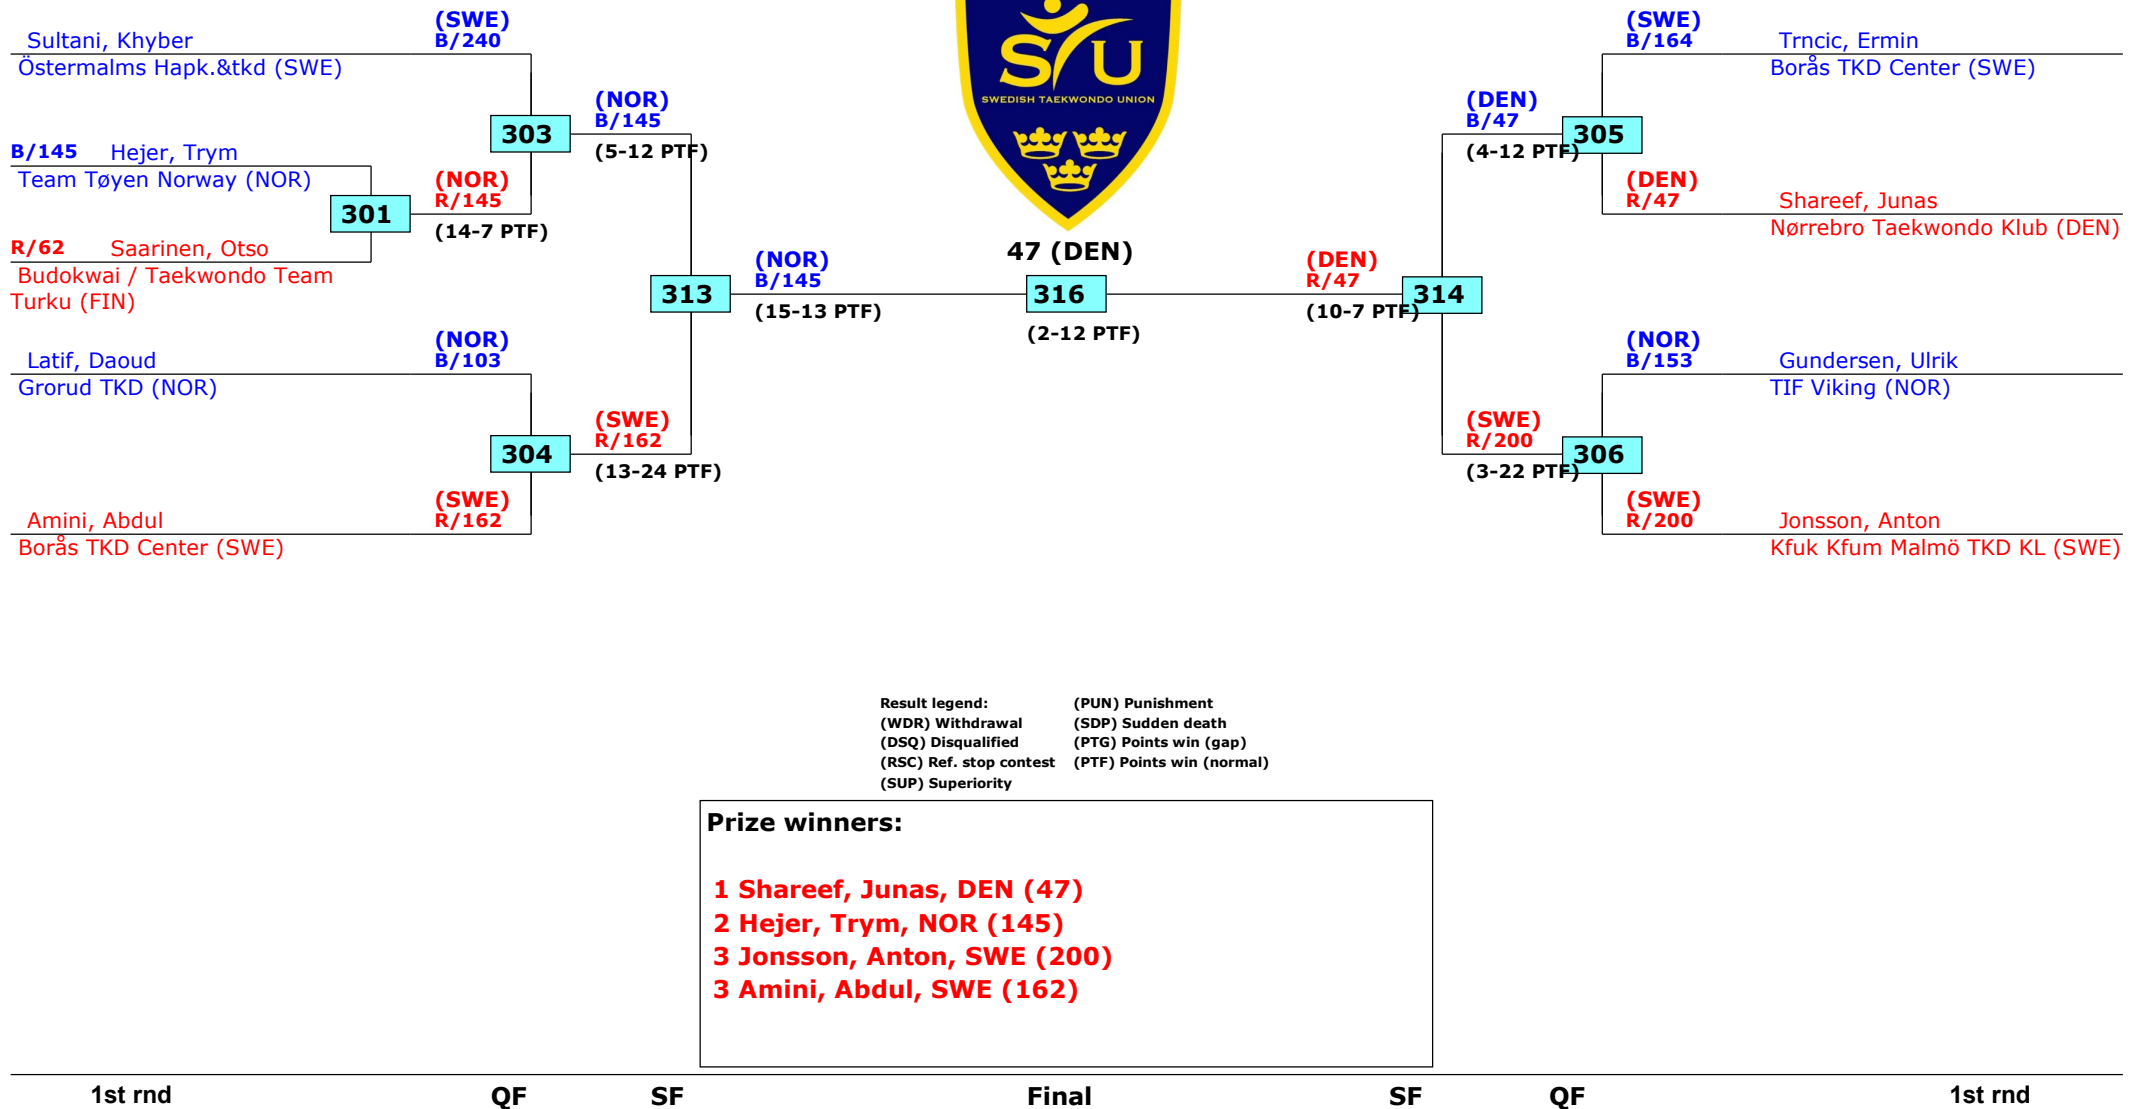 (SWE)
B/240
Sultani, Khyber
Östermalms Hapk.&tkd (SWE)
303
(NOR)
B/145
(5-12 PTF)
B/145 Hejer, Trym
Team Tøyen Norway (NOR)
301
(NOR)
R/145
(14-7 PTF)
R/62 Saarinen, Otso
Budokwai / Taekwondo Team
Turku (FIN)
313
(NOR)
B/145
(15-13 PTF)
(NOR)
B/103
Latif, Daoud
Grorud TKD (NOR)
304
(SWE)
R/162
(13-24 PTF)
(SWE)
R/162
Amini, Abdul
Borås TKD Center (SWE)
STU
SWEDISH TAEKWONDO UNION
47 (DEN)
316
(2-12 PTF)
(SWE)
B/164
Trncic, Ermin
Borås TKD Center (SWE)
(DEN)
B/47
(4-12 PTF)
305
(DEN)
R/47
Shareef, Junas
Nørrebro Taekwondo Klub (DEN)
(DEN)
R/47
(10-7 PTF)
314
(NOR)
B/153
Gundersen, Ulrik
TIF Viking (NOR)
(SWE)
R/200
(3-22 PTF)
306
(SWE)
R/200
Jonsson, Anton
Kfuk Kfum Malmö TKD KL (SWE)
Result legend: (PUN) Punishment
(WDR) Withdrawal (SDP) Sudden death
(DSQ) Disqualified (PTG) Points win (gap)
(RSC) Ref. stop contest (PTF) Points win (normal)
(SUP) Superiority
Prize winners:
1 Shareef, Junas, DEN (47)
2 Hejer, Trym, NOR (145)
3 Jonsson, Anton, SWE (200)
3 Amini, Abdul, SWE (162)
1st rnd QF SF Final SF QF 1st rnd